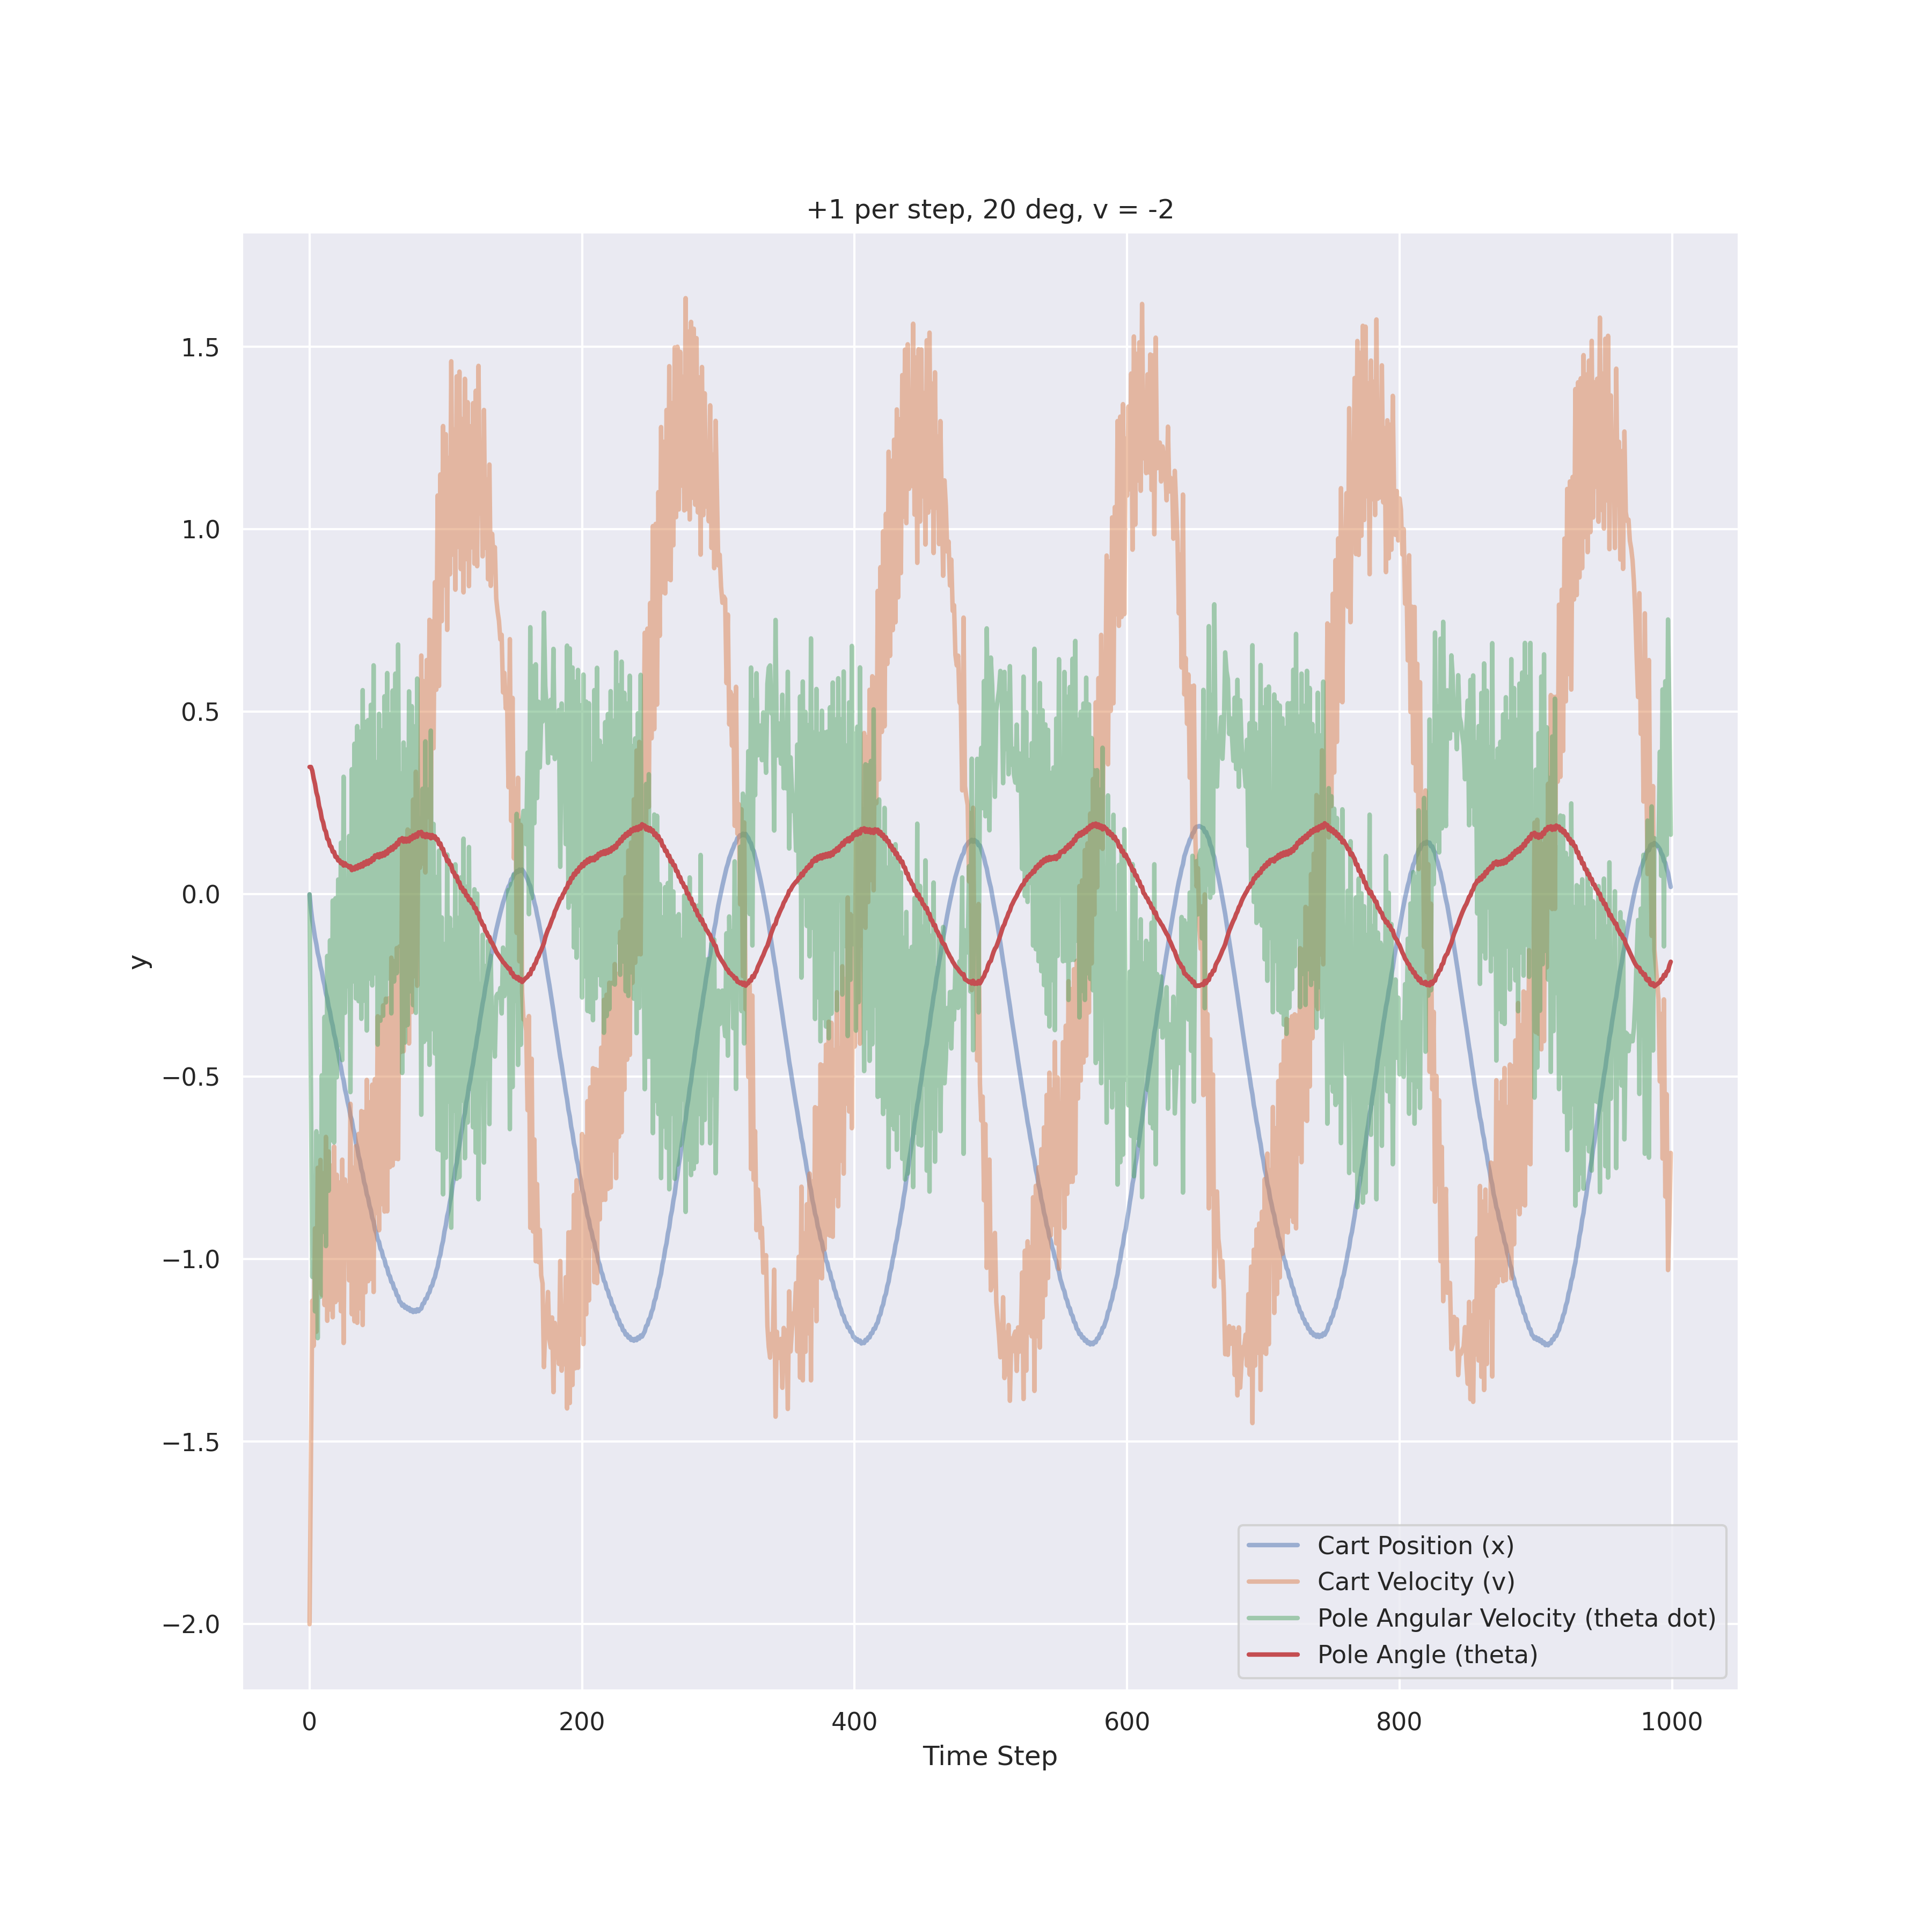 +1 per step, 20 deg, v = -2
y
1.5
1.0
0.5
0.0
−0.5
−1.0
−1.5
−2.0
Cart Position (x)
Cart Velocity (v)
Pole Angular Velocity (theta dot)
Pole Angle (theta)
0 200 400 600 800 1000
Time Step